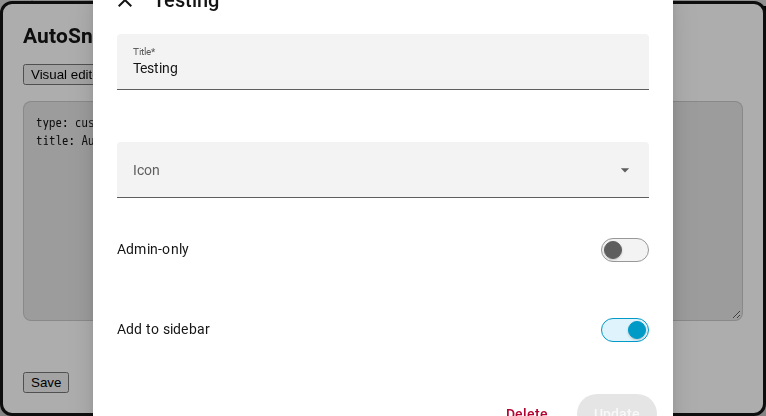 Testing
AutoSn
Title*
Testing
Visual edit
type: cus
title: Au
Icon
Admin-only
Add to sidebar
Save
Delete
Update